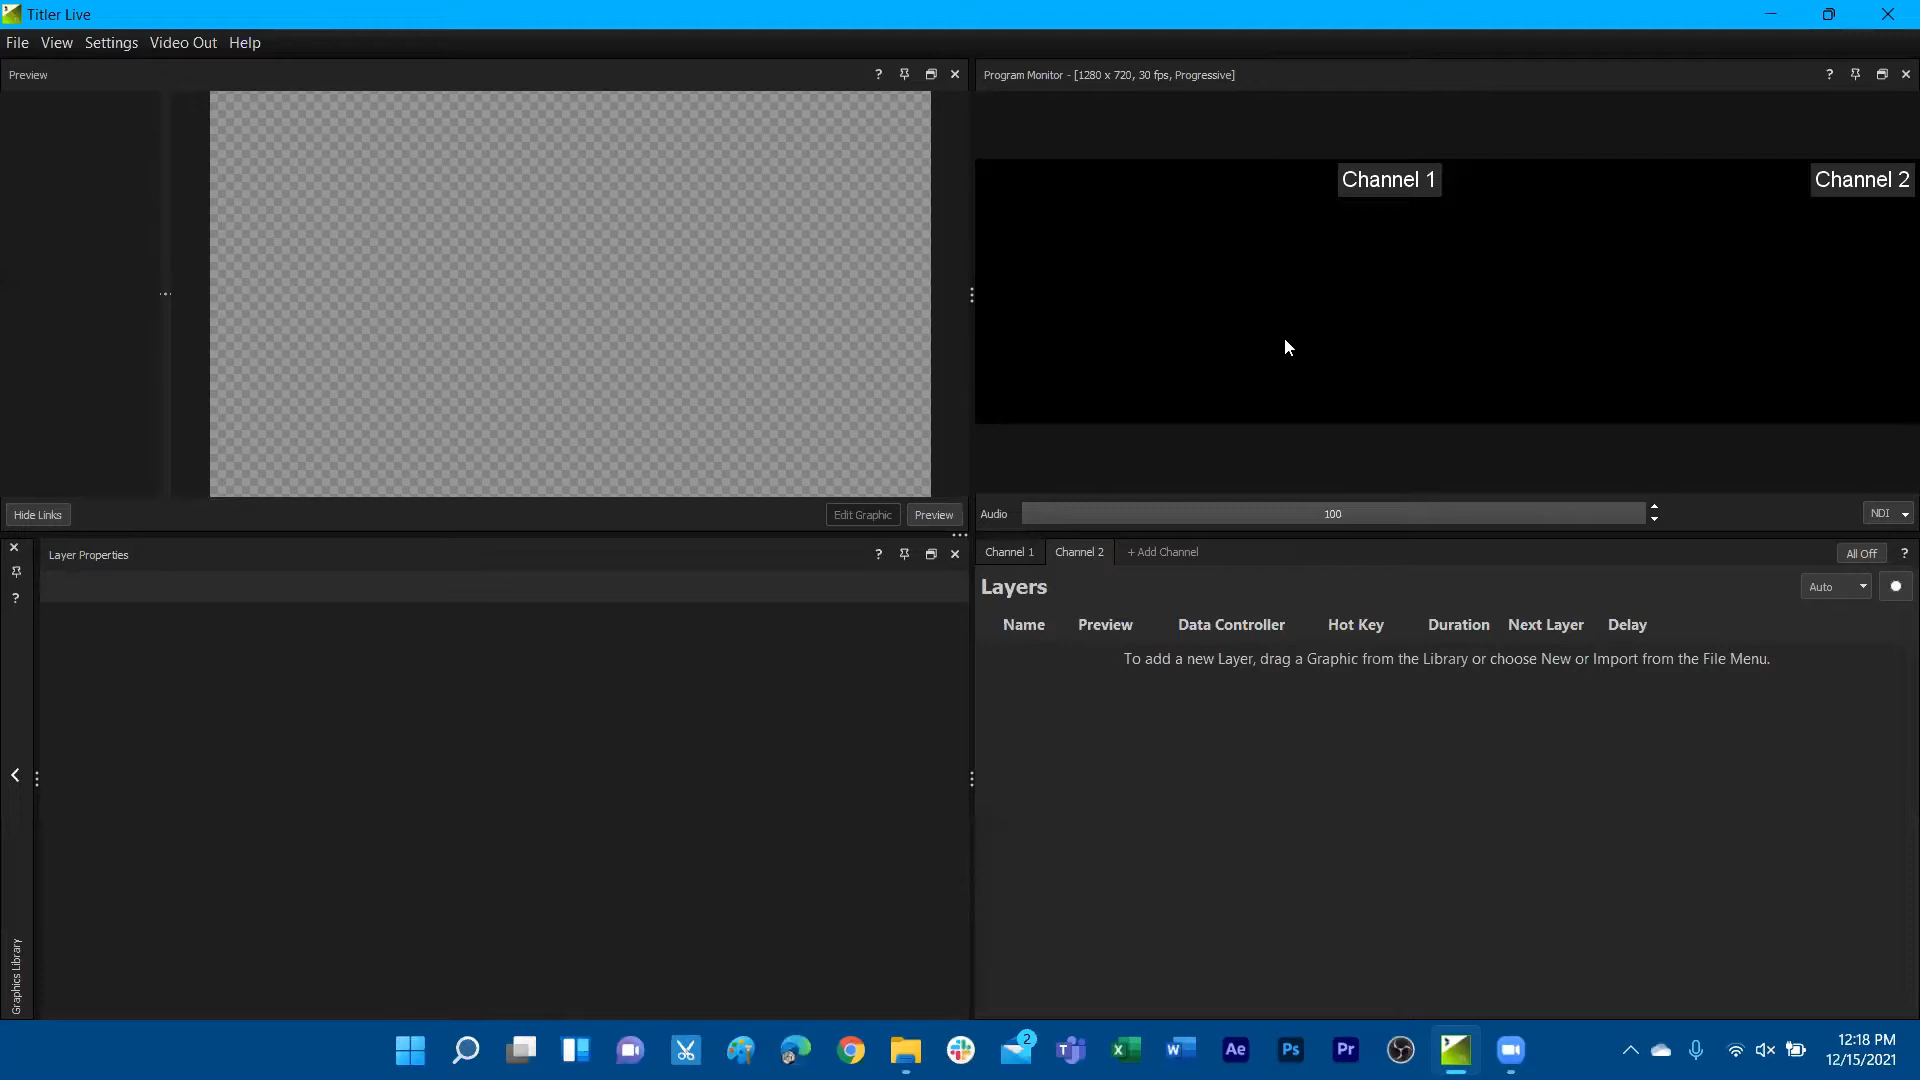 Titler Live
File View Settings Video Out Help
Preview ?
Program Monitor - [1280 x 720, 30 fps, Progressive] ?
Channel 1
Channel 2
Hide Links
Edit Graphic
Preview
Audio
100
NDI
Layer Properties ?
?
Channel 1
Channel 2
+ Add Channel
All Off
?
Layers
Auto
Name Preview Data Controller Hot Key Duration Next Layer Delay
To add a new Layer, drag a Graphic from the Library or choose New or Import from the File Menu.
Graphics Library
2
Ae
Ps
Pr
12:18 PM
12/15/2021